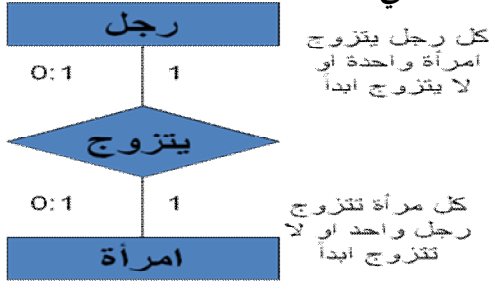 رجل
كل رجل يتزوج
امرأة واحدة او
لا يتزوج ابداً
0:1 1
يتزوج
0:1 1
كل مرأة تتزوج
رجل واحد او لا
تتزوج ابداً
امرأة